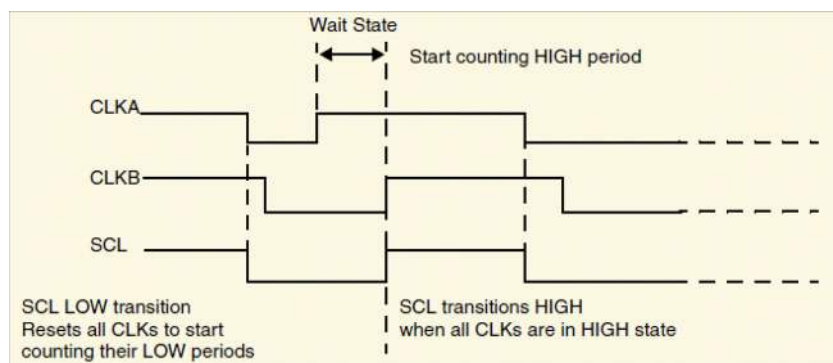 Wait State
Start counting HIGH period
CLKA
CLKB
SCL
SCL LOW transition
Resets all CLKs to start
counting their LOW periods
SCL transitions HIGH
when all CLKs are in HIGH state